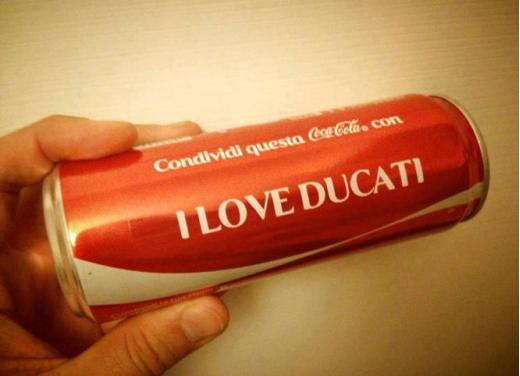 Condividi questa Coca-Cola® con
I LOVE DUCATI